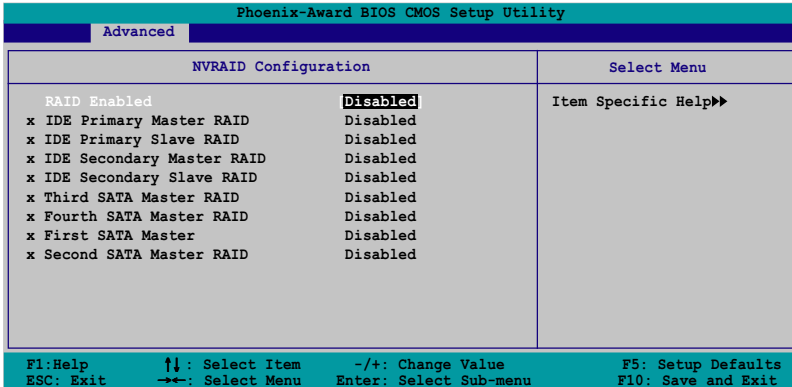 Phoenix-Award BIOS CMOS Setup Utility
Advanced
NVRAID Configuration
Select Menu
RAID Enabled [Disabled]
Item Specific Help▶▶
x IDE Primary Master RAID Disabled
x IDE Primary Slave RAID Disabled
x IDE Secondary Master RAID Disabled
x IDE Secondary Slave RAID Disabled
x Third SATA Master RAID Disabled
x Fourth SATA Master RAID Disabled
x First SATA Master Disabled
x Second SATA Master RAID Disabled
F1:Help ↑↓: Select Item -/+: Change Value F5: Setup Defaults
ESC: Exit →←: Select Menu Enter: Select Sub-menu F10: Save and Exit